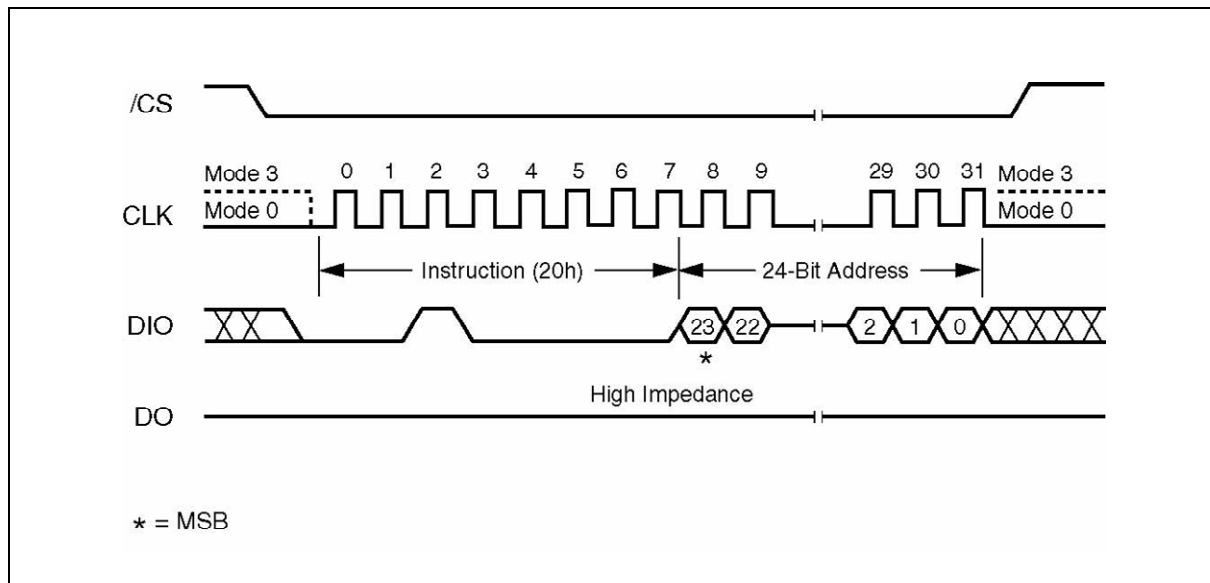 /CS
Mode 3 0 1 2 3 4 5 6 7 8 9 29 30 31 Mode 3
CLK Mode 0 Mode 0
Instruction (20h) 24-Bit Address
DIO 23 22 2 1 0
*
High Impedance
DO
* = MSB